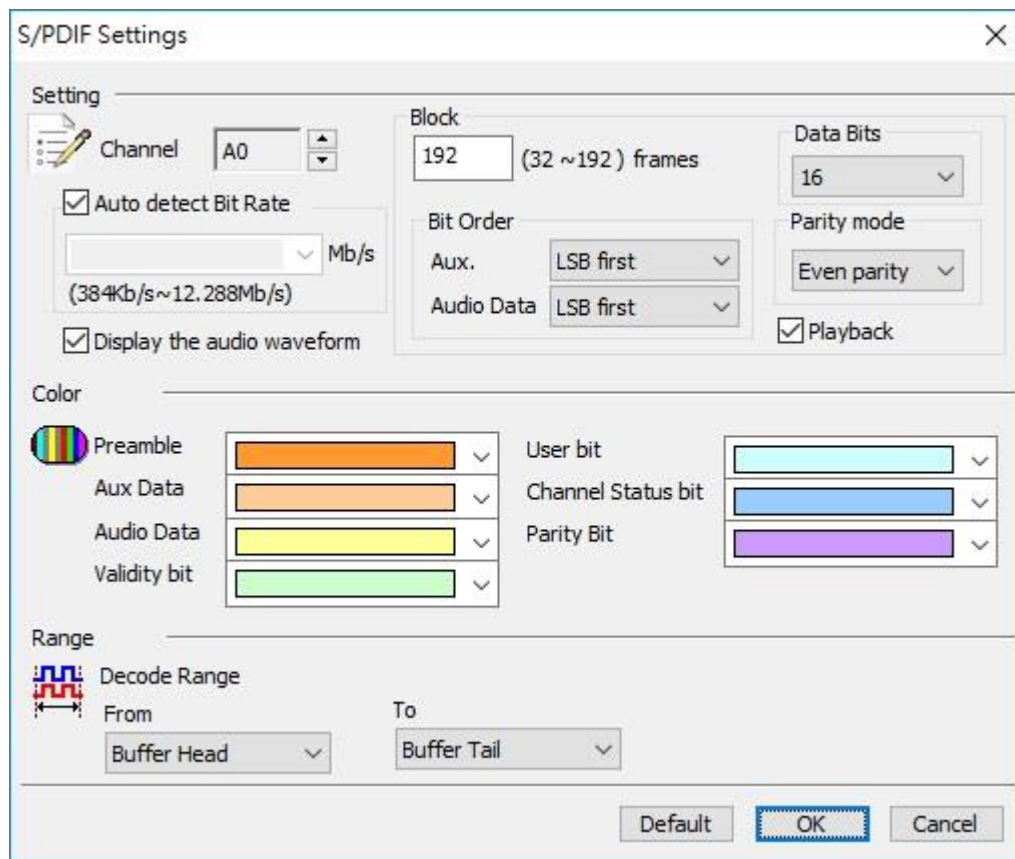 S/PDIF Settings
Setting
Channel A0
Auto detect Bit Rate
Mb/s
(384Kb/s~12.288Mb/s)
Display the audio waveform
Block
192 (32 ~192 ) frames
Bit Order
Aux. LSB first
Audio Data LSB first
Data Bits
16
Parity mode
Even parity
Playback
Color
Preamble
Aux Data
Audio Data
Validity bit
User bit
Channel Status bit
Parity Bit
Range
Decode Range
From
Buffer Head
To
Buffer Tail
Default OK Cancel